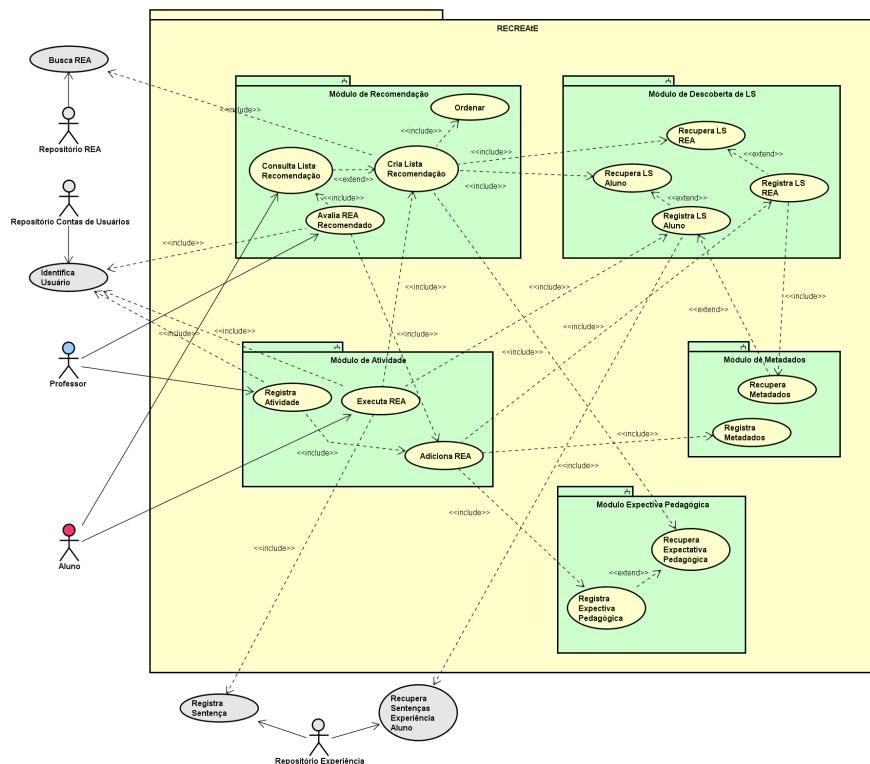 RECREAtE
Busca REA
Repositório REA
Repositório Contas de Usuários
Identifica
Usuário
Professor
Aluno
Módulo de Recomendação
Ordenar
<<include>>
<<include>>
Consulta Lista
Recomendação
Cria Lista
Recomendação
<<extend>>
<<include>>
Avalia REA
Recomendado
<<include>>
<<include>>
<<include>>
Módulo de Descoberta de LS
Recupera LS
REA
<<extend>>
Recupera LS
Aluno
Registra LS
REA
<<extend>>
Registra LS
Aluno
<<include>>
<<include>>
<<include>>
<<extend>>
<<include>>
<<include>>
<<include>>
<<include>>
<<include>>
<<include>>
Módulo de Atividade
Registra
Atividade
Executa REA
<<include>>
Adiciona REA
Módulo de Metadados
Recupera
Metadados
Registra
Metadados
<<include>>
<<include>>
<<include>>
<<include>>
Módulo Expectiva Pedagógica
Recupera
Expectativa
Pedagógica
<<extend>>
Registra
Expectiva
Pedagógica
Registra
Sentença
Recupera
Sentenças
Experiência
Aluno
Repositório Experiência